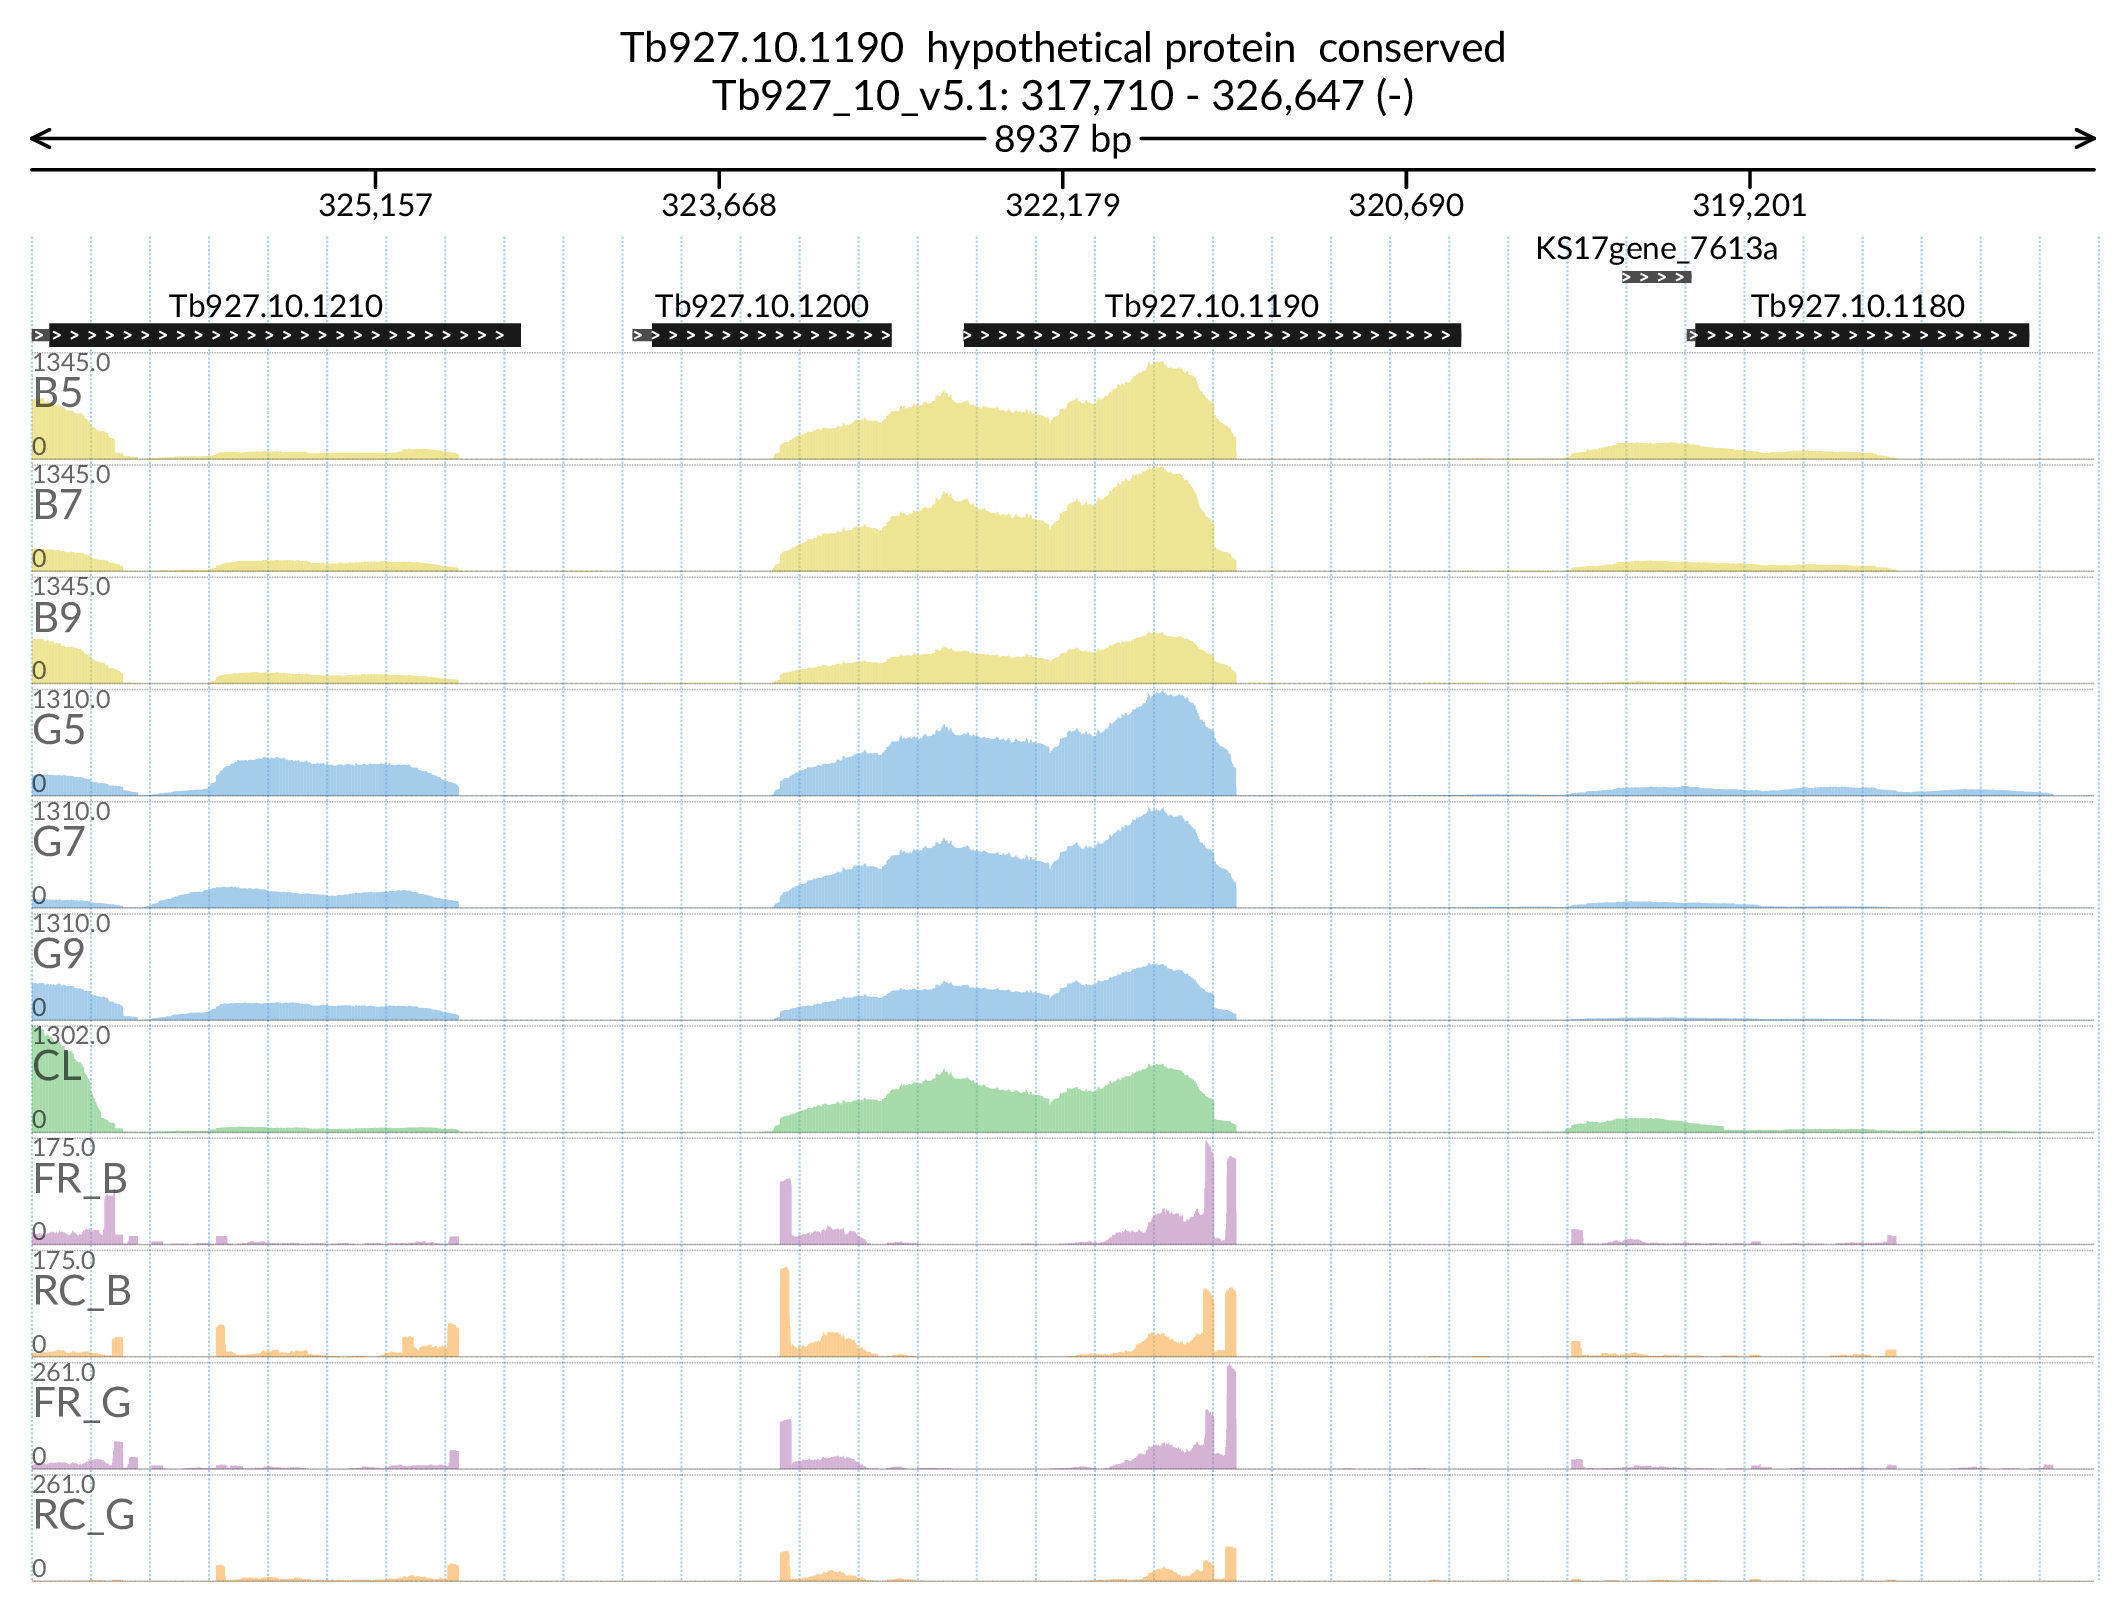 Tb927.10.1190  hypothetical protein  conserved
Tb927_10_v5.1: 317,710 - 326,647 (-)
8937 bp
325,157 323,668 322,179 320,690 319,201
KS17gene_7613a
Tb927.10.1210 Tb927.10.1200 Tb927.10.1190 Tb927.10.1180
1345.0
B5
0
1345.0
B7
0
1345.0
B9
0
1310.0
G5
0
1310.0
G7
0
1310.0
G9
0
1302.0
CL
0
175.0
FR_B
0
175.0
RC_B
0
261.0
FR_G
0
261.0
RC_G
0